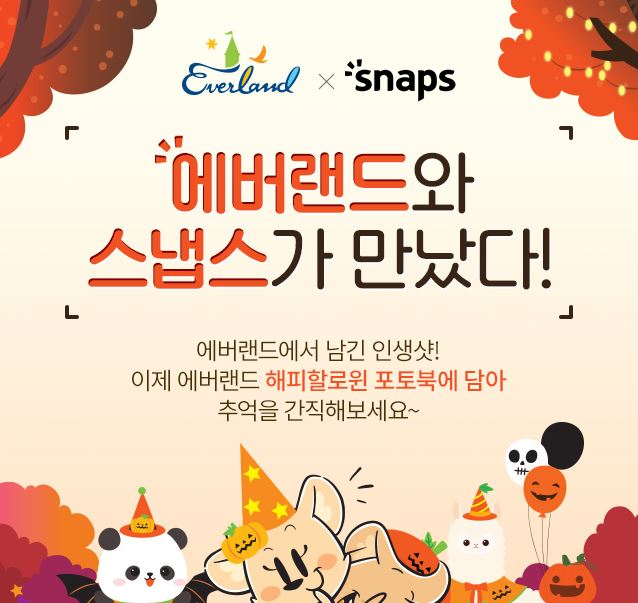 Everland × snaps
에버랜드와
스냅스가 만났다!
에버랜드에서 남긴 인생샷!
이제 에버랜드 해피할로윈 포토북에 담아
추억을 간직해보세요~